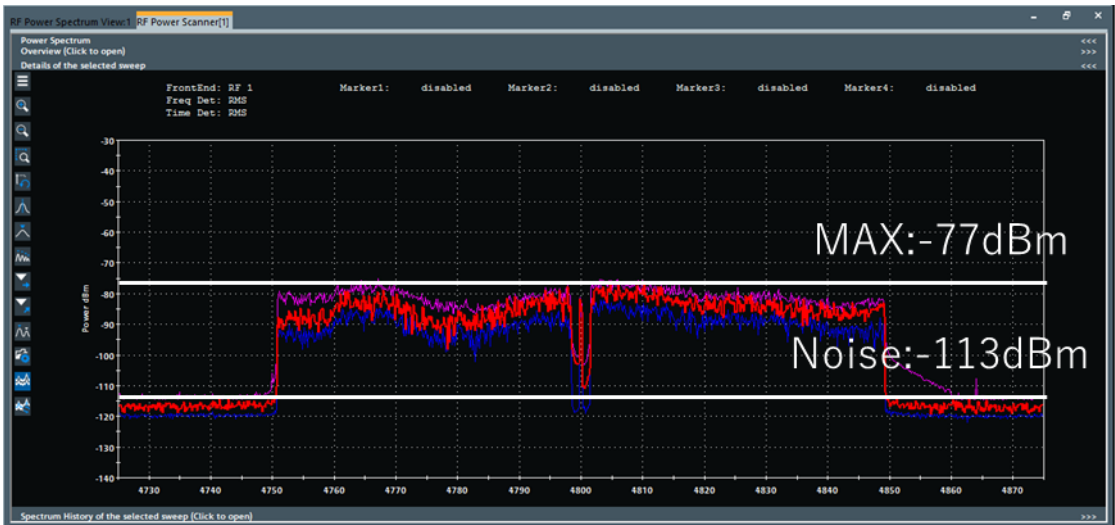 RF Power Spectrum View:1 RF Power Scanner[1]
Power Spectrum <<<
Overview (Click to open) >>>
Details of the selected sweep <<<
FrontEnd: RF 1 Marker1: disabled Marker2: disabled Marker3: disabled Marker4: disabled
Freq Det: RMS
Time Det: RMS
-30
-40
-50
-60
MAX:-77dBm
-70
-80
Power dBm
-90
-100
Noise:-113dBm
-110
-120
-130
-140
4730 4740 4750 4760 4770 4780 4790 4800 4810 4820 4830 4840 4850 4860 4870
Spectrum History of the selected sweep (Click to open) >>>